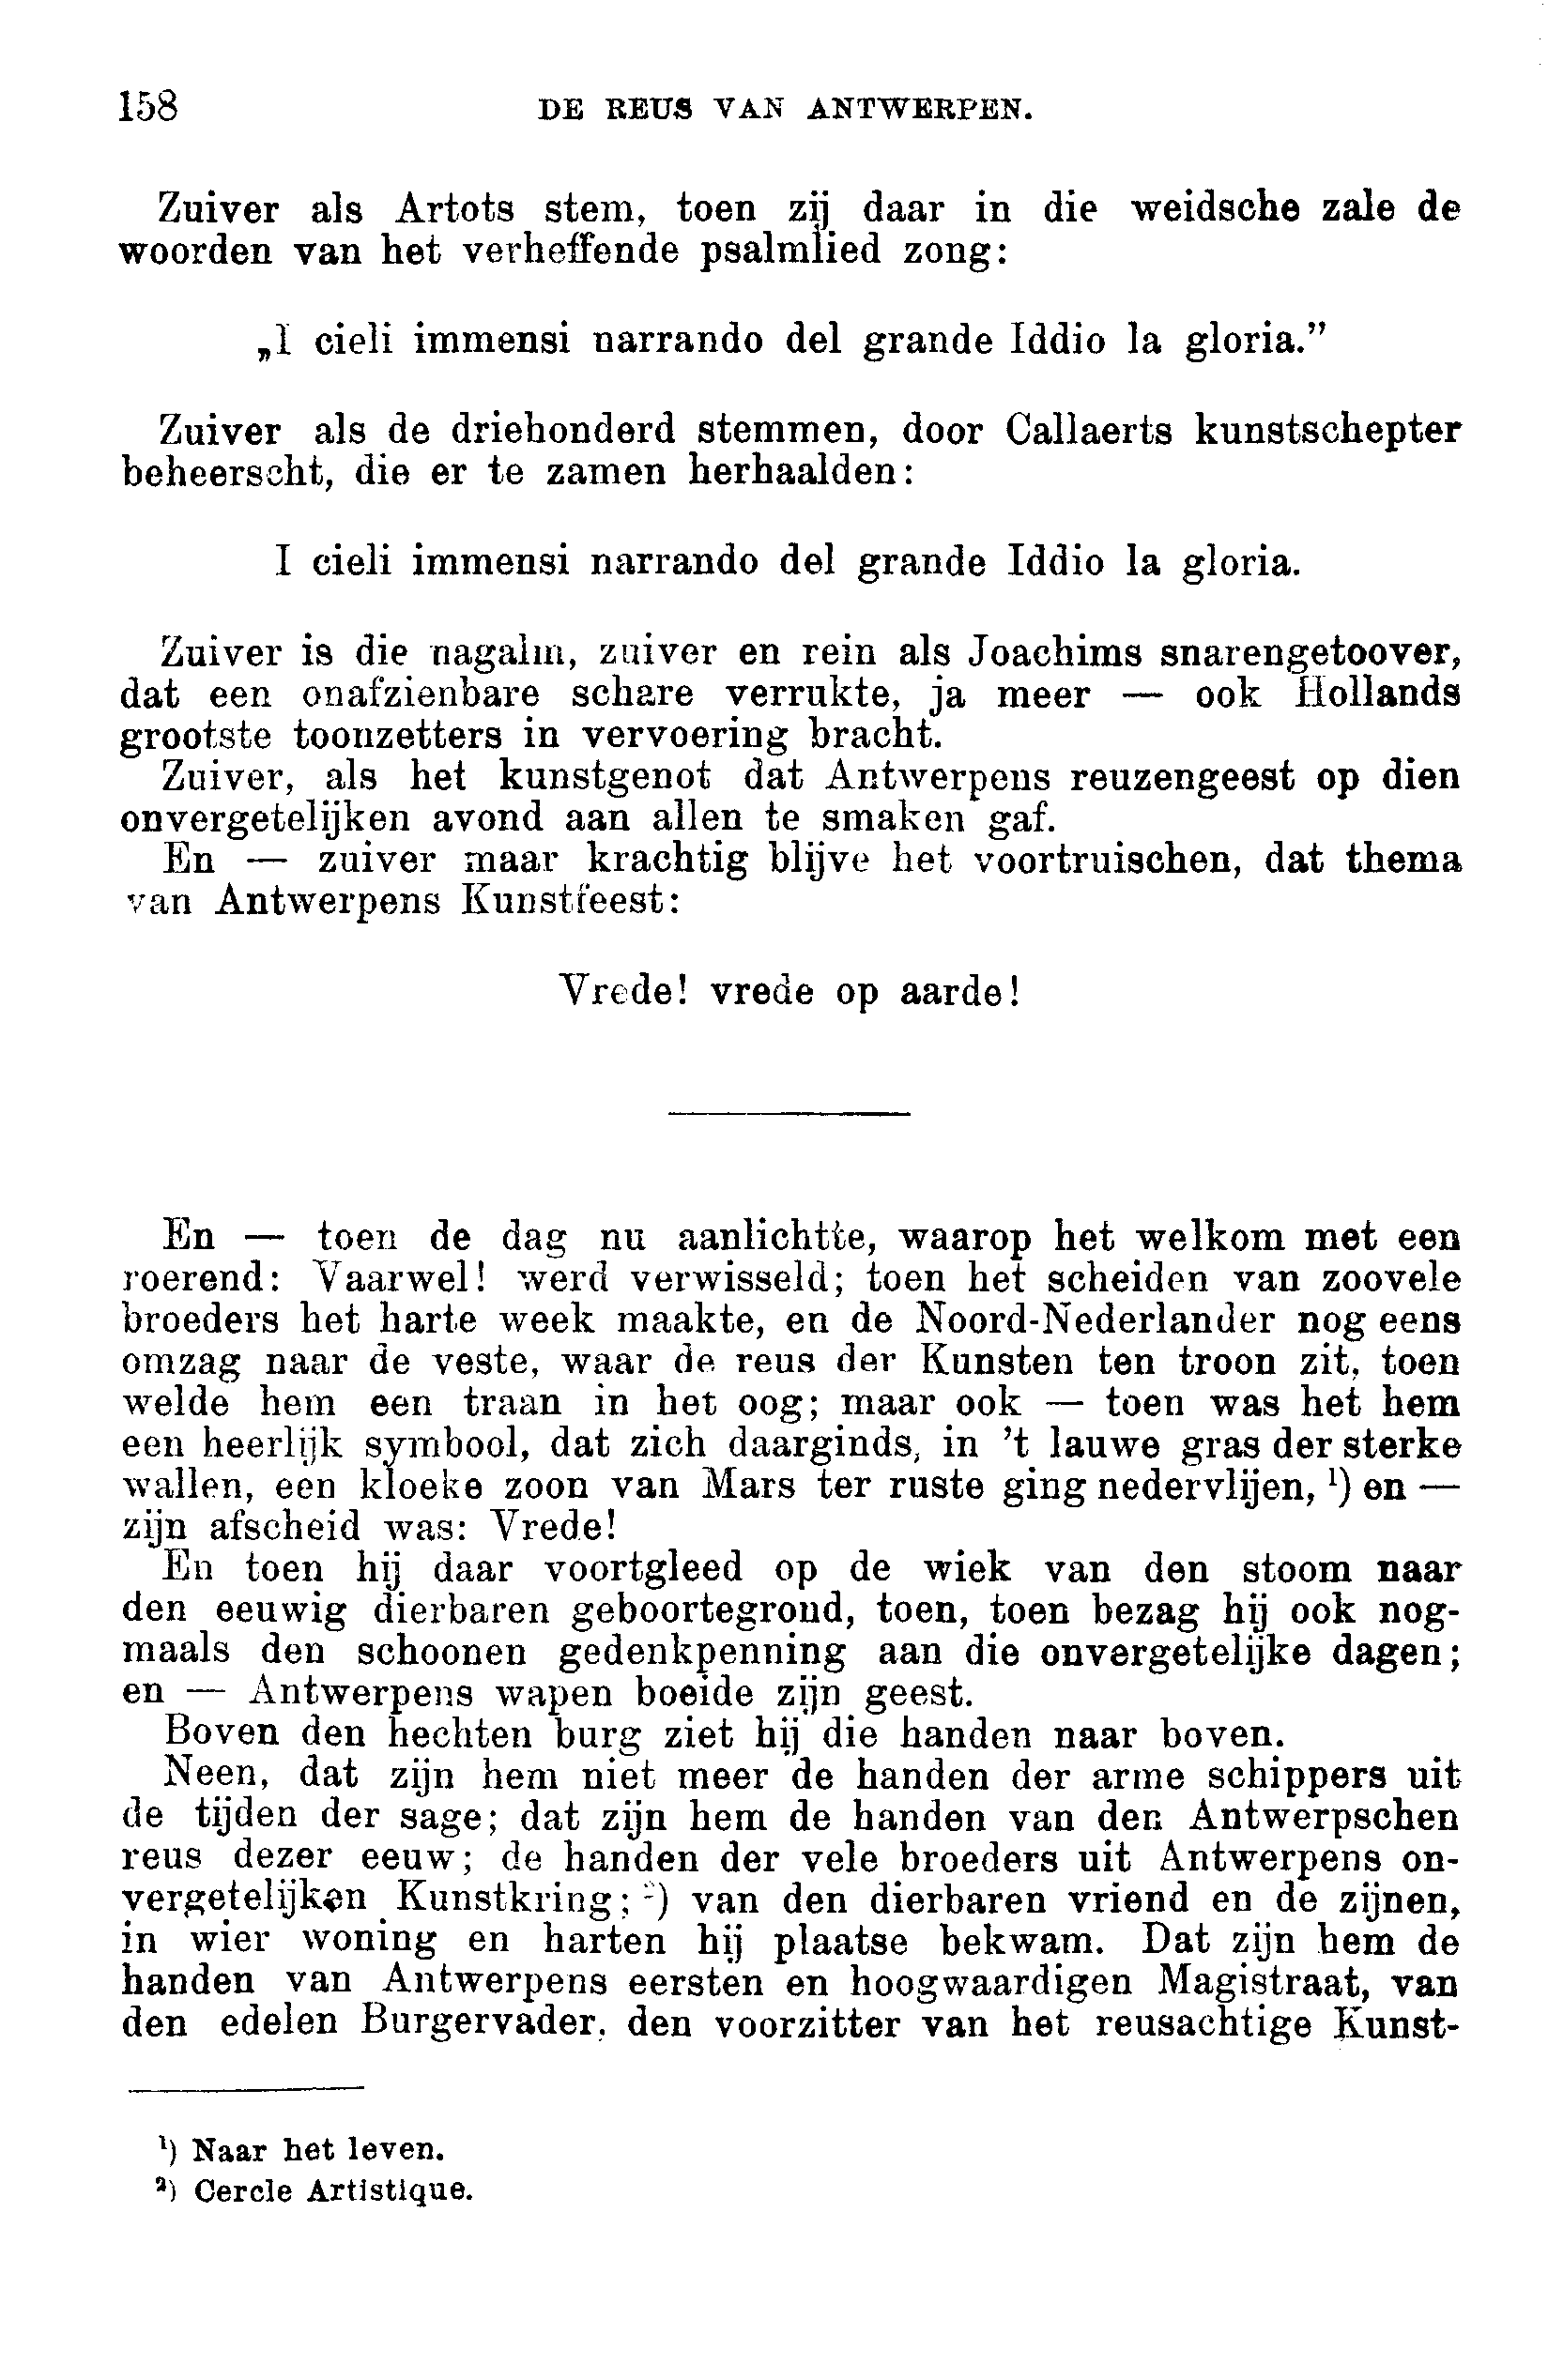 158 DE REUS VAN ANTWERPEN.
Zuiver als Artots stem, toen zij daar in die weidsche zale de
woorden van het verheffende psalmlied zong:
„I cieli immensi narrando del grande Iddio la gloria.”
Zuiver als de driehonderd stemmen, door Callaerts kunstschepter
beheerscht, die er te zamen herhaalden:
I cieli immensi narrando del grande Iddio la gloria.
Zuiver is die nagalm, zuiver en rein als Joachims snarengetoover,
dat een onafzienbare schare verrukte, ja meer — ook Hollands
grootste toonzetters in vervoering bracht.
Zuiver, als het kunstgenot dat Antwerpens reuzengeest op dien
onvergetelijken avond aan allen te smaken gaf.
En — zuiver maar krachtig blijve het voortruischen, dat thema
van Antwerpens Kunstfeest:
Vrede! vrede op aarde!
En — toen de dag nu aanlichtte, waarop het welkom met een
roerend: Vaarwel! werd verwisseld; toen het scheiden van zoovele
broeders het harte week maakte, en de Noord-Nederlander nog eens
omzag naar de veste, waar de reus der Kunsten ten troon zit, toen
welde hem een traan in het oog; maar ook — toen was het hem
een heerlijk symbool, dat zich daarginds, in 't lauwe gras der sterke
wallen, een kloeke zoon van Mars ter ruste ging nedervlijen, ¹) en —
zijn afscheid was: Vrede!
En toen hij daar voortgleed op de wiek van den stoom naar
den eeuwig dierbaren geboortegrond, toen, toen bezag hij ook nog-
maals den schoonen gedenkpenning aan die onvergetelijke dagen;
en — Antwerpens wapen boeide zijn geest.
Boven den hechten burg ziet hij die handen naar boven.
Neen, dat zijn hem niet meer de handen der arme schippers uit
de tijden der sage; dat zijn hem de handen van den Antwerpschen
reus dezer eeuw; de handen der vele broeders uit Antwerpens on-
vergetelijken Kunstkring; ²) van den dierbaren vriend en de zijnen,
in wier woning en harten hij plaatse bekwam. Dat zijn hem de
handen van Antwerpens eersten en hoogwaardigen Magistraat, van
den edelen Burgervader, den voorzitter van het reusachtige Kunst-
¹) Naar het leven.
²) Cercle Artistique.